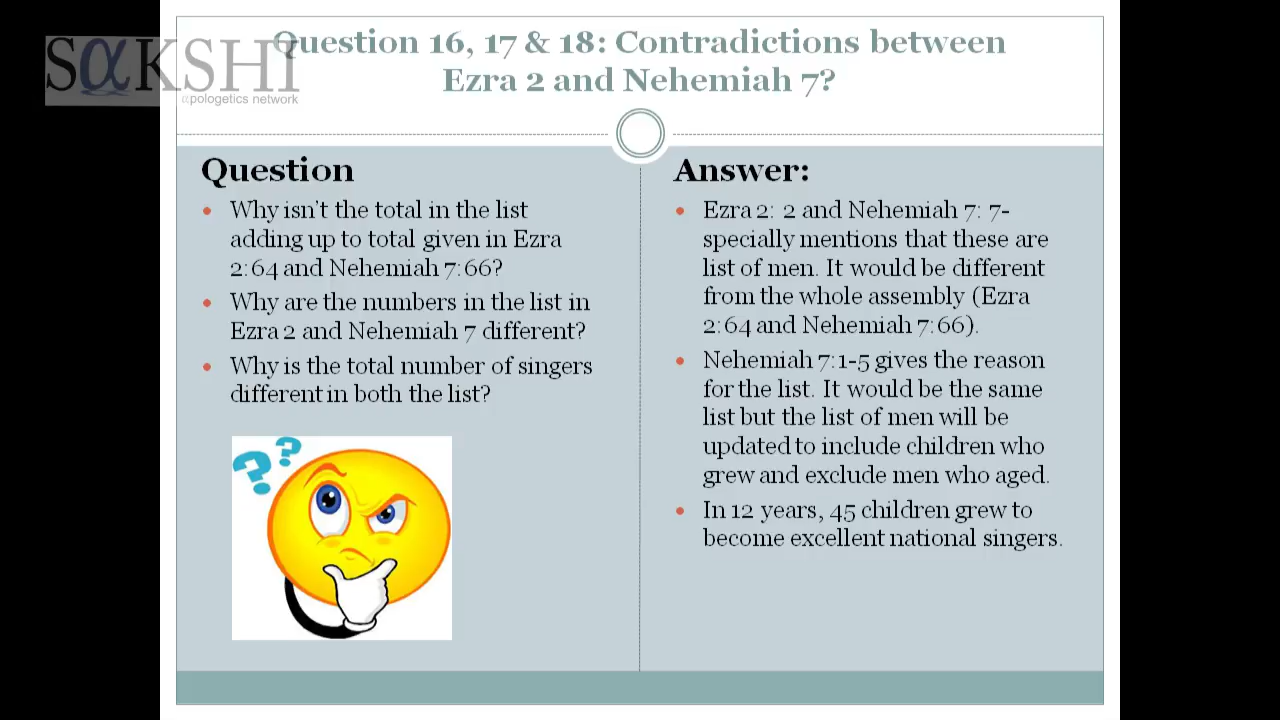 Question 16, 17 & 18: Contradictions between
Ezra 2 and Nehemiah 7?
SαKSHI
αpologetics network
Question
• Why isn't the total in the list
adding up to total given in Ezra
2:64 and Nehemiah 7:66?
• Why are the numbers in the list in
Ezra 2 and Nehemiah 7 different?
• Why is the total number of singers
different in both the list?
??
Answer:
• Ezra 2: 2 and Nehemiah 7: 7-
specially mentions that these are
list of men. It would be different
from the whole assembly (Ezra
2:64 and Nehemiah 7:66).
• Nehemiah 7:1-5 gives the reason
for the list. It would be the same
list but the list of men will be
updated to include children who
grew and exclude men who aged.
• In 12 years, 45 children grew to
become excellent national singers.